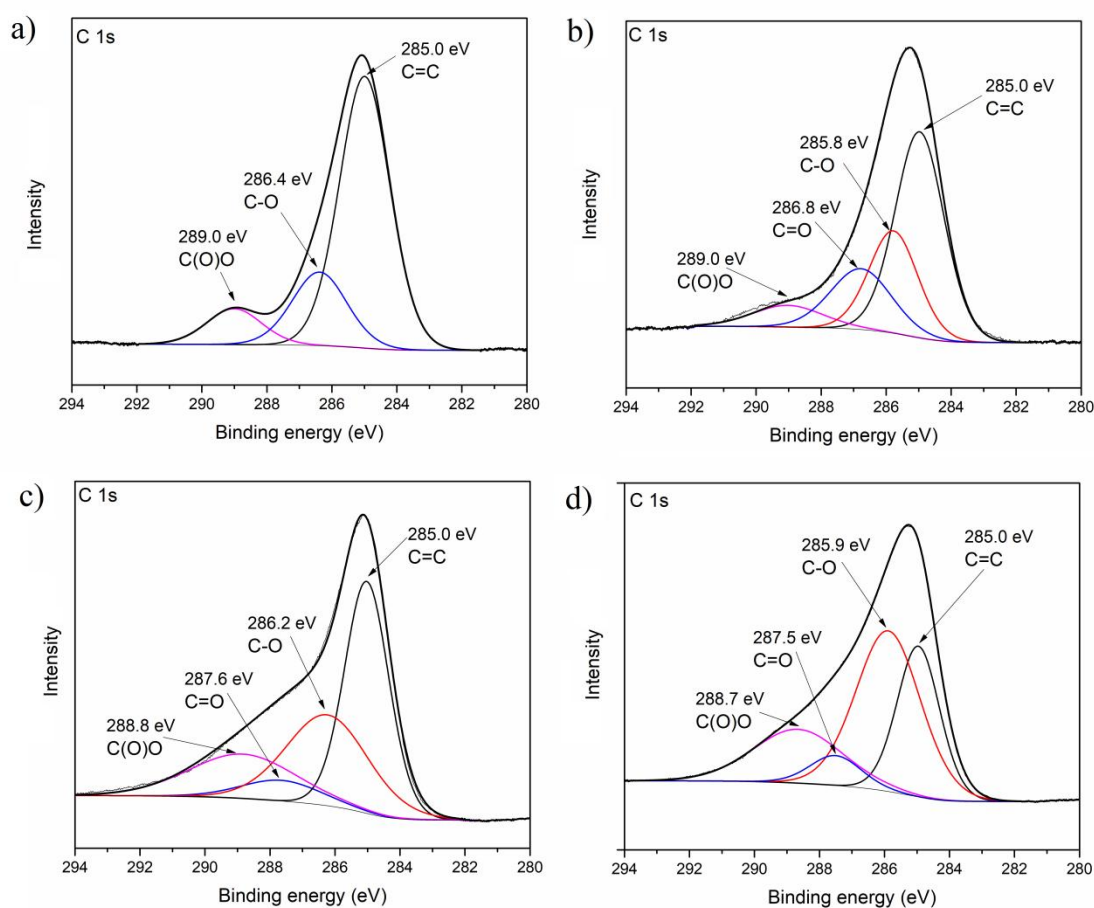 a)
C 1s
285.0 eV
C=C
286.4 eV
C-O
289.0 eV
C(O)O
Intensity
294 292 290 288 286 284 282 280
Binding energy (eV)
b)
C 1s
285.0 eV
C=C
285.8 eV
C-O
286.8 eV
C=O
289.0 eV
C(O)O
Intensity
294 292 290 288 286 284 282 280
Binding energy (eV)
c)
C 1s
285.0 eV
C=C
286.2 eV
C-O
287.6 eV
C=O
288.8 eV
C(O)O
Intensity
294 292 290 288 286 284 282 280
Binding energy (eV)
d)
C 1s
285.9 eV
C-O
285.0 eV
C=C
287.5 eV
C=O
288.7 eV
C(O)O
Intensity
294 292 290 288 286 284 282 280
Binding energy (eV)